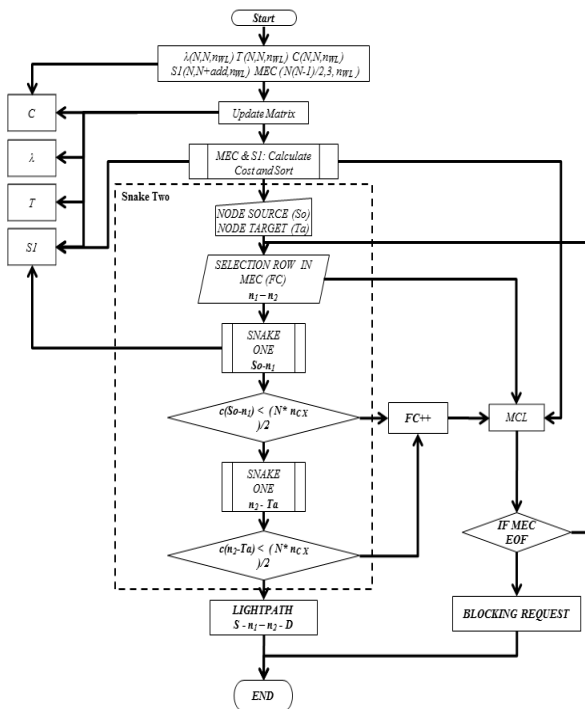 Start
λ(N,N,nWL) T (N,N,nWL) C(N,N,nWL)
S1(N,N+add,nWL) MEC (N(N-1)/2,3, nWL )
C
Update Matrix
λ
MEC & S1: Calculate
Cost and Sort
T
Snake Two
NODE SOURCE (So)
NODE TARGET (Ta)
S1
SELECTION ROW IN
MEC (FC)
n1 – n2
SNAKE
ONE
So-n1
c(So-n1) < ( N* nCX
)/2
FC++
MCL
SNAKE
ONE
n2 - Ta
IF MEC
EOF
c(n2-Ta) < ( N* nCX
)/2
LIGHTPATH
S - n1 – n2 - D
BLOCKING REQUEST
END